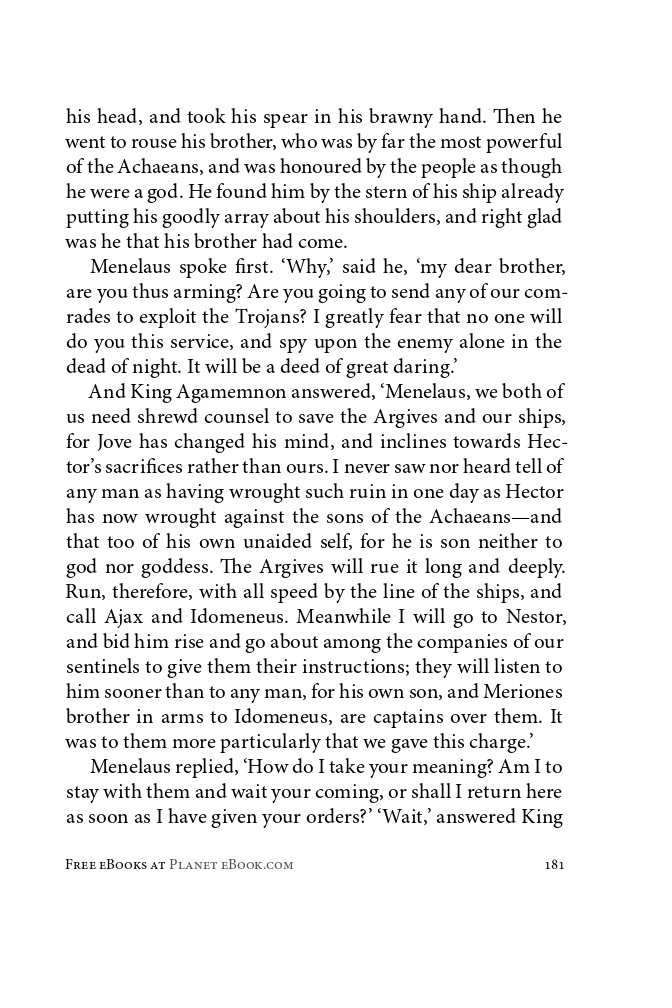 his head, and took his spear in his brawny hand. Then he
went to rouse his brother, who was by far the most powerful
of the Achaeans, and was honoured by the people as though
he were a god. He found him by the stern of his ship already
putting his goodly array about his shoulders, and right glad
was he that his brother had come.
Menelaus spoke first. ‘Why,’ said he, ‘my dear brother,
are you thus arming? Are you going to send any of our com-
rades to exploit the Trojans? I greatly fear that no one will
do you this service, and spy upon the enemy alone in the
dead of night. It will be a deed of great daring.’
And King Agamemnon answered, ‘Menelaus, we both of
us need shrewd counsel to save the Argives and our ships,
for Jove has changed his mind, and inclines towards Hec-
tor’s sacrifices rather than ours. I never saw nor heard tell of
any man as having wrought such ruin in one day as Hector
has now wrought against the sons of the Achaeans—and
that too of his own unaided self, for he is son neither to
god nor goddess. The Argives will rue it long and deeply.
Run, therefore, with all speed by the line of the ships, and
call Ajax and Idomeneus. Meanwhile I will go to Nestor,
and bid him rise and go about among the companies of our
sentinels to give them their instructions; they will listen to
him sooner than to any man, for his own son, and Meriones
brother in arms to Idomeneus, are captains over them. It
was to them more particularly that we gave this charge.’
Menelaus replied, ‘How do I take your meaning? Am I to
stay with them and wait your coming, or shall I return here
as soon as I have given your orders?’ ‘Wait,’ answered King
Free eBooks at Planet eBook.com 181